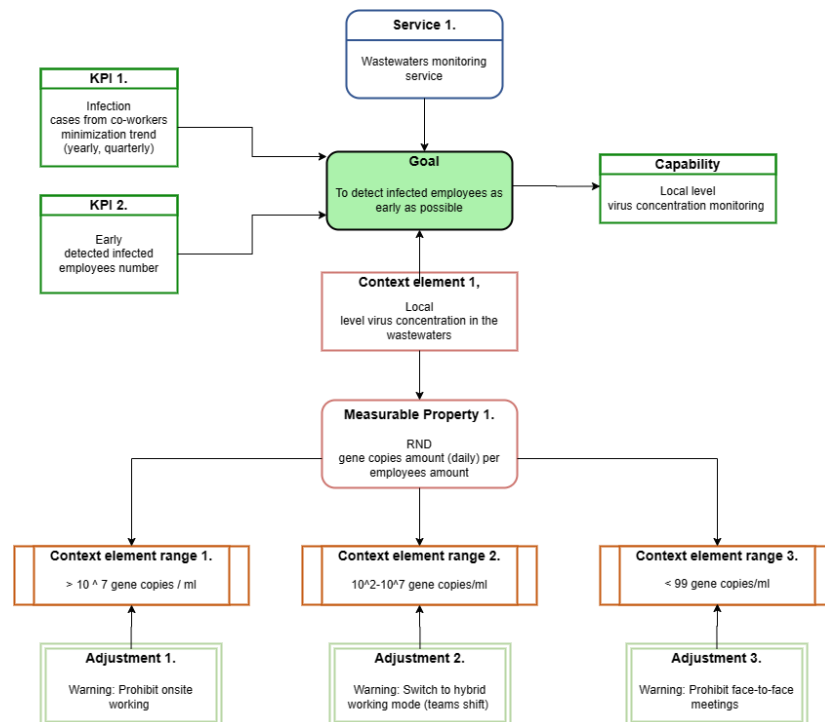 Service 1.
Wastewaters monitoring
service
KPI 1.
Infection
cases from co-workers
minimization trend
(yearly, quarterly)
Goal
To detect infected employees as
early as possible
Capability
Local level
virus concentration monitoring
KPI 2.
Early
detected infected
employees number
Context element 1,
Local
level virus concentration in the
wastewaters
Measurable Property 1.
RND
gene copies amount (daily) per
employees amount
Context element range 1.
> 10 ^ 7 gene copies / ml
Context element range 2.
10^2-10^7 gene copies/ml
Context element range 3.
< 99 gene copies/ml
Adjustment 1.
Warning: Prohibit onsite
working
Adjustment 2.
Warning: Switch to hybrid
working mode (teams shift)
Adjustment 3.
Warning: Prohibit face-to-face
meetings